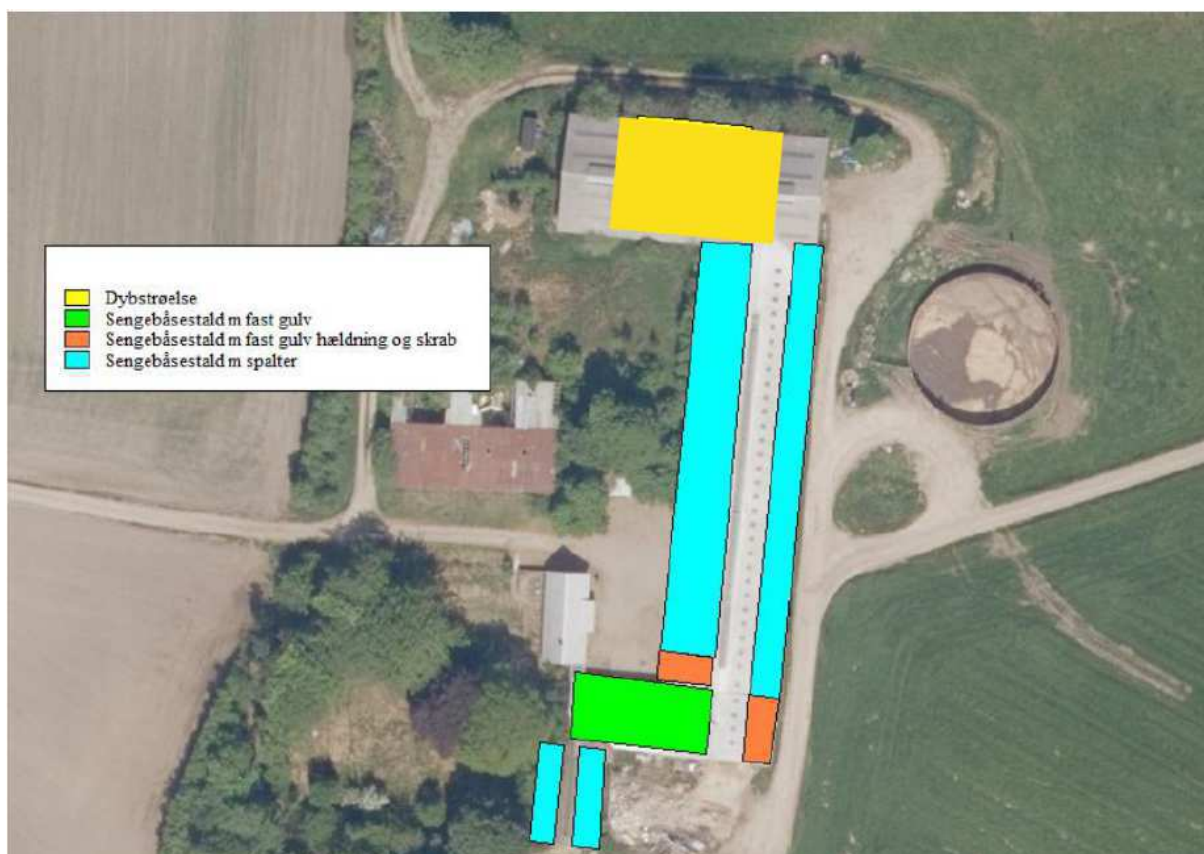 Dybstrøelse
Sengebåsestald m fast gulv
Sengebåsestald m fast gulv hældning og skrab
Sengebåsestald m spalter